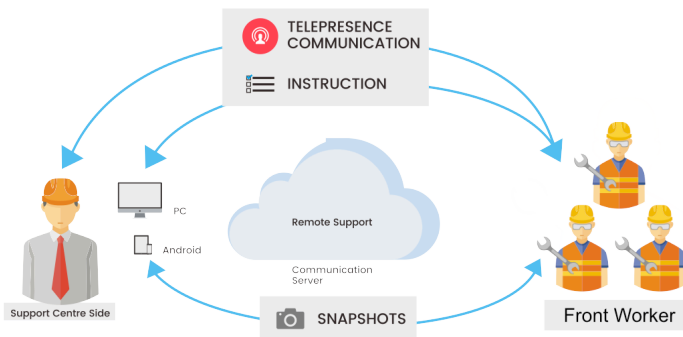 TELEPRESENCE
COMMUNICATION
INSTRUCTION
PC
Android
Remote Support
Communication
Server
Support Centre Side
SNAPSHOTS
Front Worker